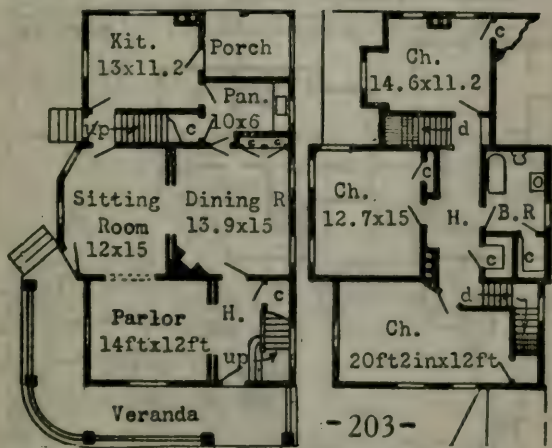 Kit.
13x11.2
Porch
Pan.
10x6
up
c
c c
Sitting
Room
12x15
Dining R
13.9x15
Parlor
14ftx12ft
H.
c
up
Veranda
Ch.
14.6x11.2
c
d
Ch.
12.7x15
c
H.
B.R
c
c
d
Ch.
20ft2inx12ft
-203-